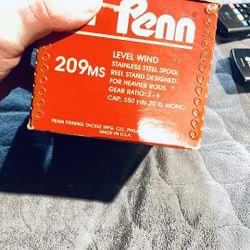 Penn
209MS
LEVEL WIND
STAINLESS STEEL SPOOL
REEL STAND DESIGNED
FOR HEAVIER RODS
GEAR RATIO: 3-1
CAP. 350 yds 20 lb MONO
PENN FISHING TACKLE MFG. CO., PHILA
MADE IN U.S.A.